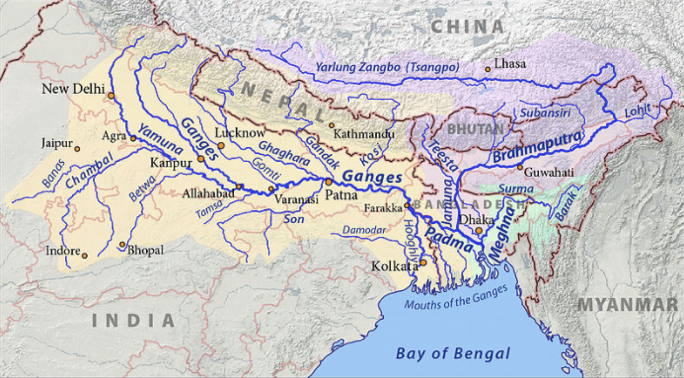 CHINA
Yarlung Zangbo (Tsangpo)
Lhasa
New Delhi
NEPAL
Subansiri
Lohit
Agra
Yamuna
Ganges
Lucknow
Kathmandu
BHUTAN
Brahmaputra
Jaipur
Ghaghara
Gandak
Kosi
Teesta
Banas
Chambal
Kanpur
Gomti
Ganges
Guwahati
Betwa
Allahabad
Varanasi
Patna
Jamuna
Surma
Tamsa
Son
Farakka
BANGLADESH
Barak
Dhaka
Meghna
Damodar
Hooghly
Padma
Indore
Bhopal
Kolkata
Mouths of the Ganges
INDIA
MYANMAR
Bay of Bengal